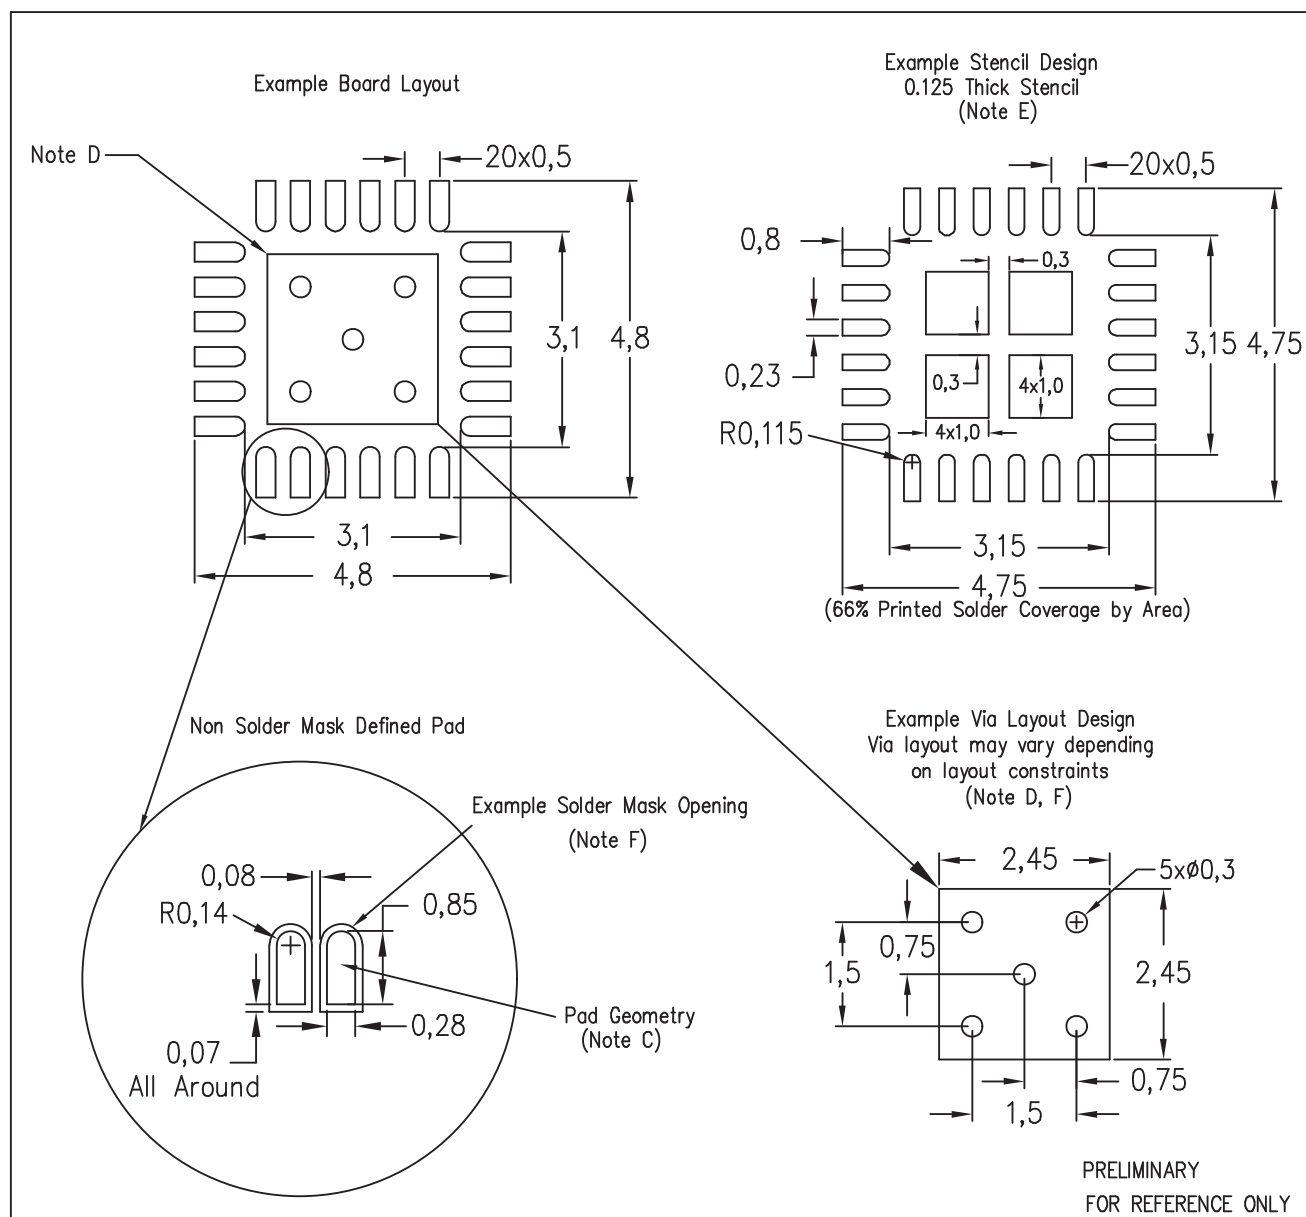 Example Board Layout
Note D
20x0,5
3,1
4,8
3,1
4,8
Example Stencil Design
0.125 Thick Stencil
(Note E)
20x0,5
0,8
0,3
3,15
4,75
0,23
0,3
4x1,0
R0,115
4x1,0
3,15
4,75
(66% Printed Solder Coverage by Area)
Non Solder Mask Defined Pad
Example Solder Mask Opening
(Note F)
0,08
R0,14
0,85
Pad Geometry
(Note C)
0,28
0,07
All Around
Example Via Layout Design
Via layout may vary depending
on layout constraints
(Note D, F)
2,45
5xø0,3
0,75
1,5
2,45
0,75
1,5
PRELIMINARY
FOR REFERENCE ONLY